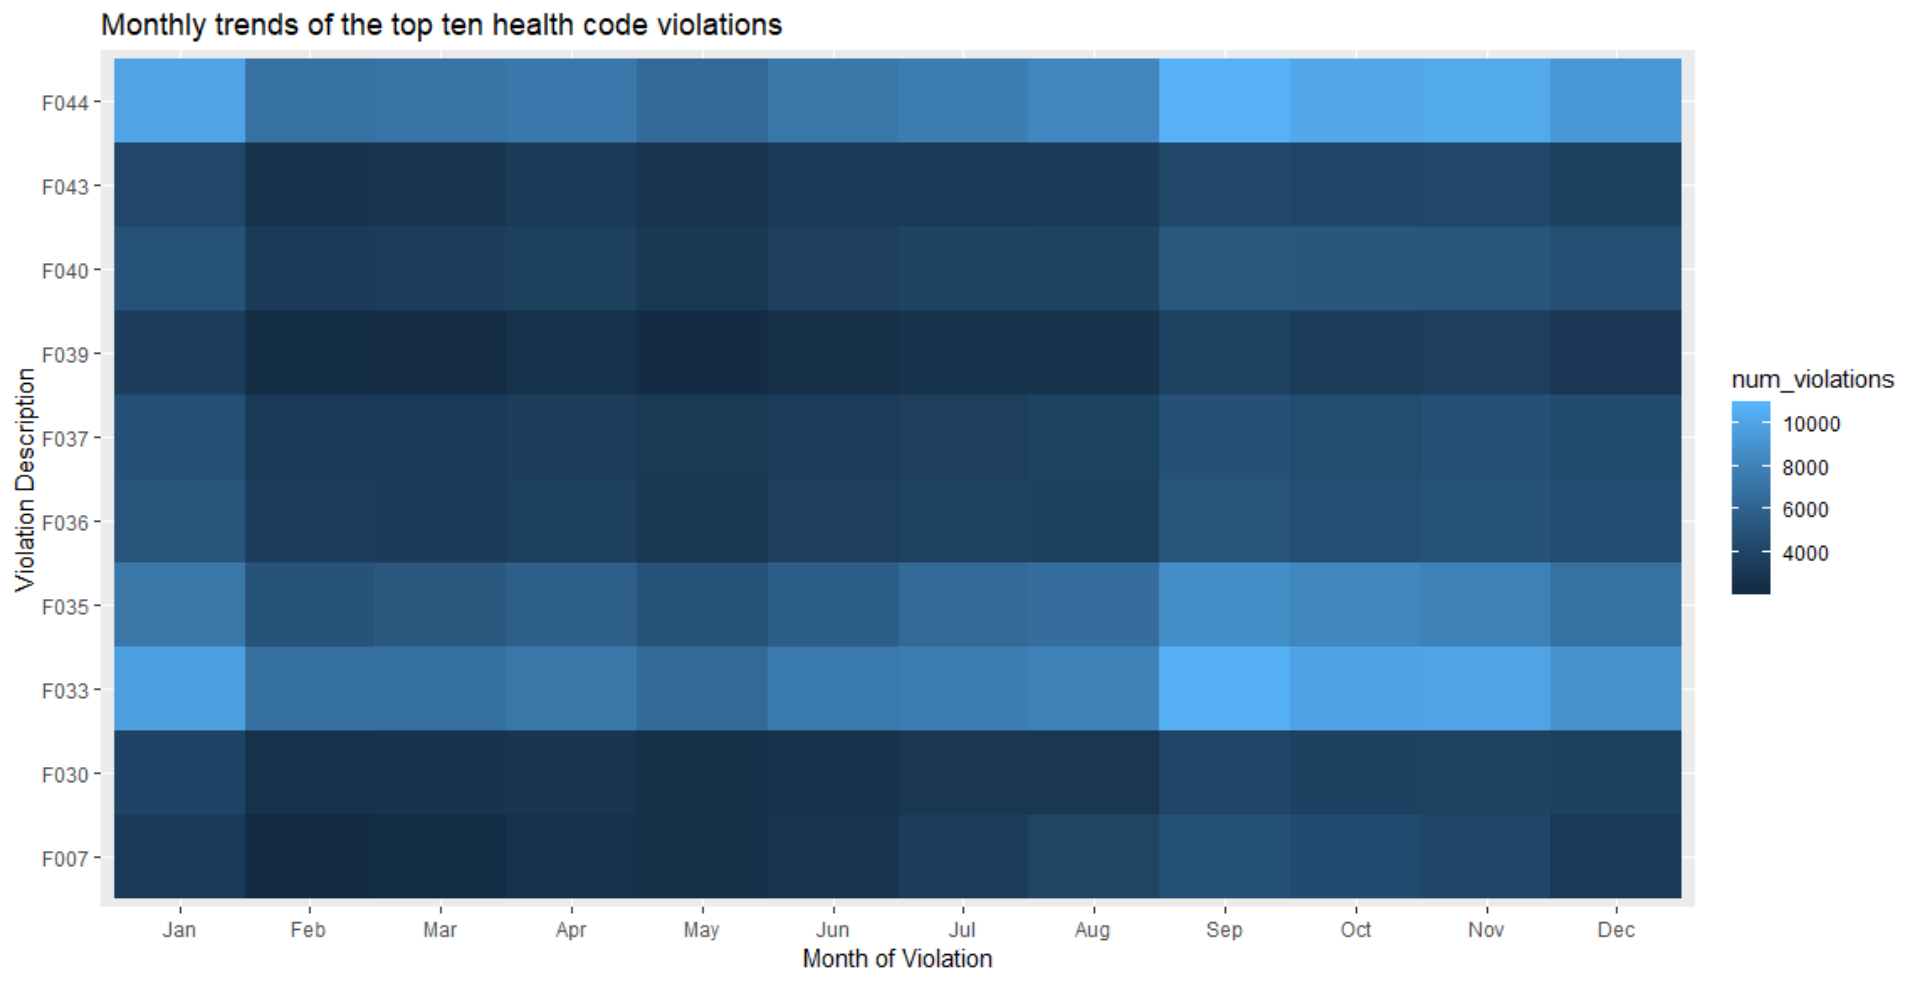 Monthly trends of the top ten health code violations
Violation Description
F044
F043
F040
F039
F037
F036
F035
F033
F030
F007
Jan Feb Mar Apr May Jun Jul Aug Sep Oct Nov Dec
Month of Violation
num_violations
10000
8000
6000
4000